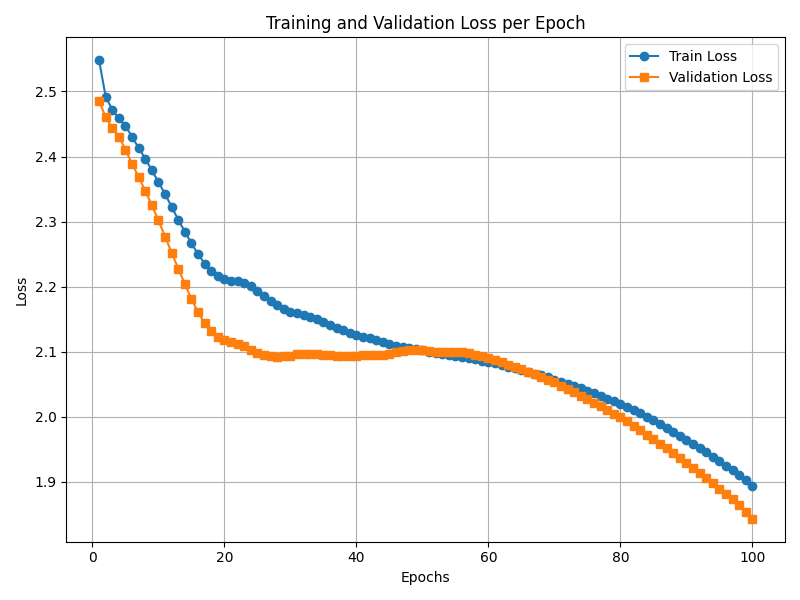 Training and Validation Loss per Epoch
Train Loss
Validation Loss
2.5
2.4
2.3
2.2
2.1
2.0
1.9
Loss
0 20 40 60 80 100
Epochs